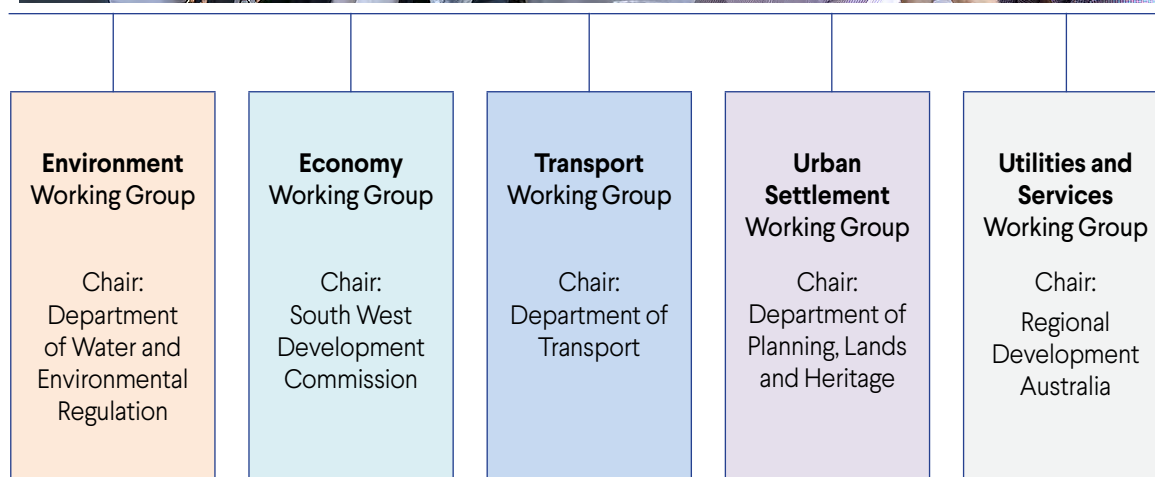 Environment
Working Group
Chair:
Department
of Water and
Environmental
Regulation
Economy
Working Group
Chair:
South West
Development
Commission
Transport
Working Group
Chair:
Department of
Transport
Urban
Settlement
Working Group
Chair:
Department of
Planning, Lands
and Heritage
Utilities and
Services
Working Group
Chair:
Regional
Development
Australia